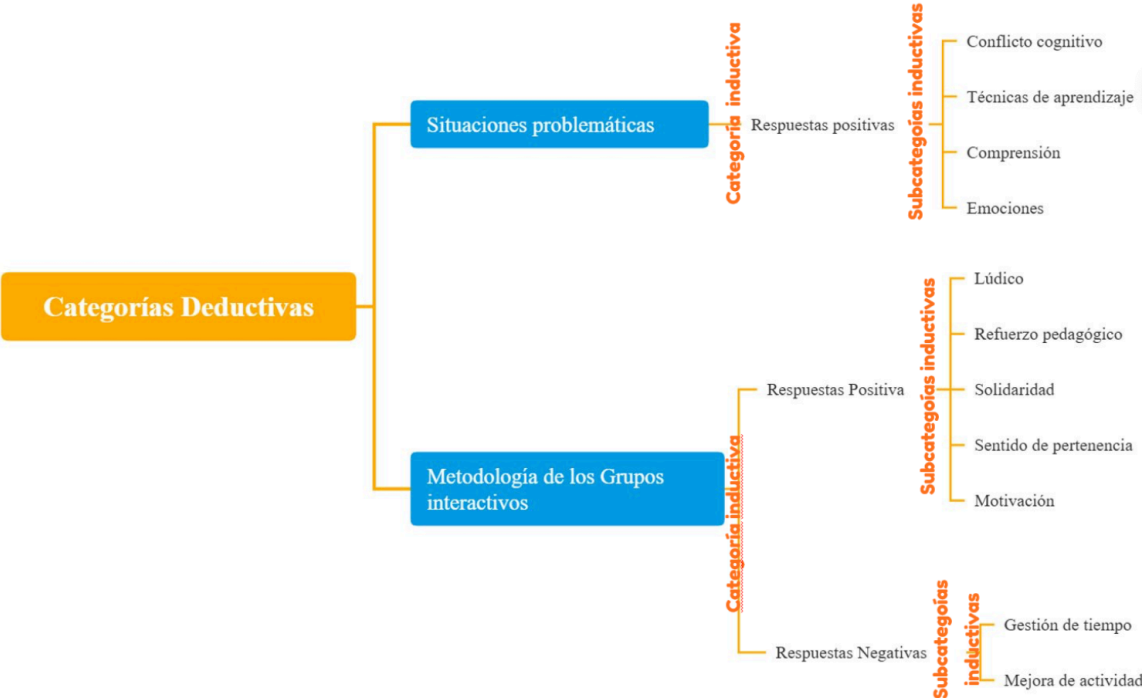 Categorías Deductivas
Situaciones problemáticas
Categoría inductiva
Respuestas positivas
Subcategoías inductivas
Conflicto cognitivo
Técnicas de aprendizaje
Comprensión
Emociones
Metodología de los Grupos
interactivos
Categoría inductiva
Respuestas Positiva
Subcategoías inductivas
Lúdico
Refuerzo pedagógico
Solidaridad
Sentido de pertenencia
Motivación
Respuestas Negativas
Subcategoías
inductivas
Gestión de tiempo
Mejora de actividad